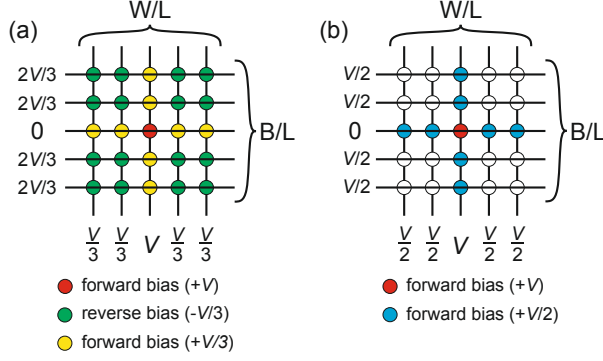 W/L
(a)
2V/3
2V/3
0
2V/3
2V/3
B/L
V/3 V/3 V V/3 V/3
forward bias (+V)
reverse bias (-V/3)
forward bias (+V/3)
W/L
(b)
V/2
V/2
0
V/2
V/2
B/L
V/2 V/2 V V/2 V/2
forward bias (+V)
forward bias (+V/2)